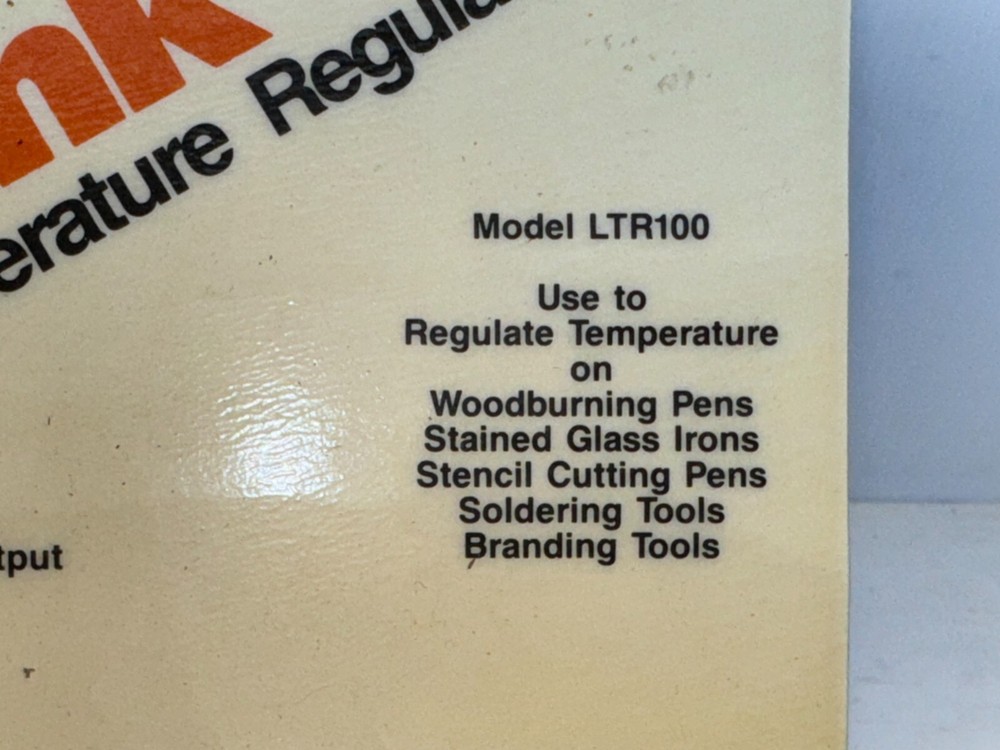 nk
erature Regula
Model LTR100
Use to
Regulate Temperature
on
Woodburning Pens
Stained Glass Irons
Stencil Cutting Pens
Soldering Tools
Branding Tools
tput